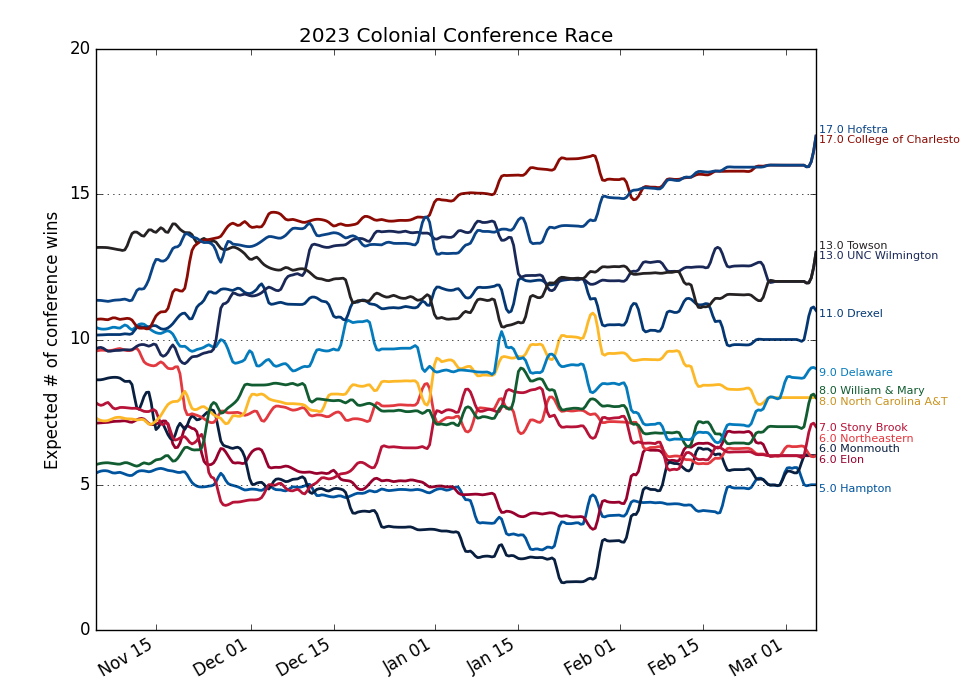 2023 Colonial Conference Race
Expected # of conference wins
20
15
10
5
0
Nov 15
Dec 01
Dec 15
Jan 01
Jan 15
Feb 01
Feb 15
Mar 01
17.0 Hofstra
17.0 College of Charlesto
13.0 Towson
13.0 UNC Wilmington
11.0 Drexel
9.0 Delaware
8.0 William & Mary
8.0 North Carolina A&T
7.0 Stony Brook
6.0 Northeastern
6.0 Monmouth
6.0 Elon
5.0 Hampton